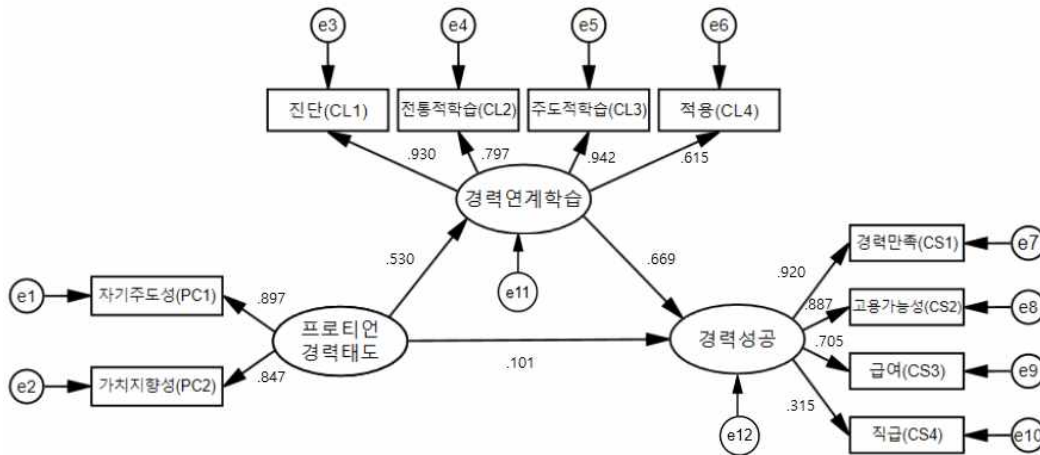 e3
e4
e5
e6
진단(CL1)
전통적학습(CL2)
주도적학습(CL3)
적용(CL4)
.930
.797
.942
.615
경력연계학습
.530
e11
.669
e1
자기주도성(PC1)
.897
프로티언
경력태도
e2
가치지향성(PC2)
.847
.101
경력성공
e12
경력만족(CS1)
e7
.920
고용가능성(CS2)
e8
.887
급여(CS3)
e9
.705
직급(CS4)
e10
.315